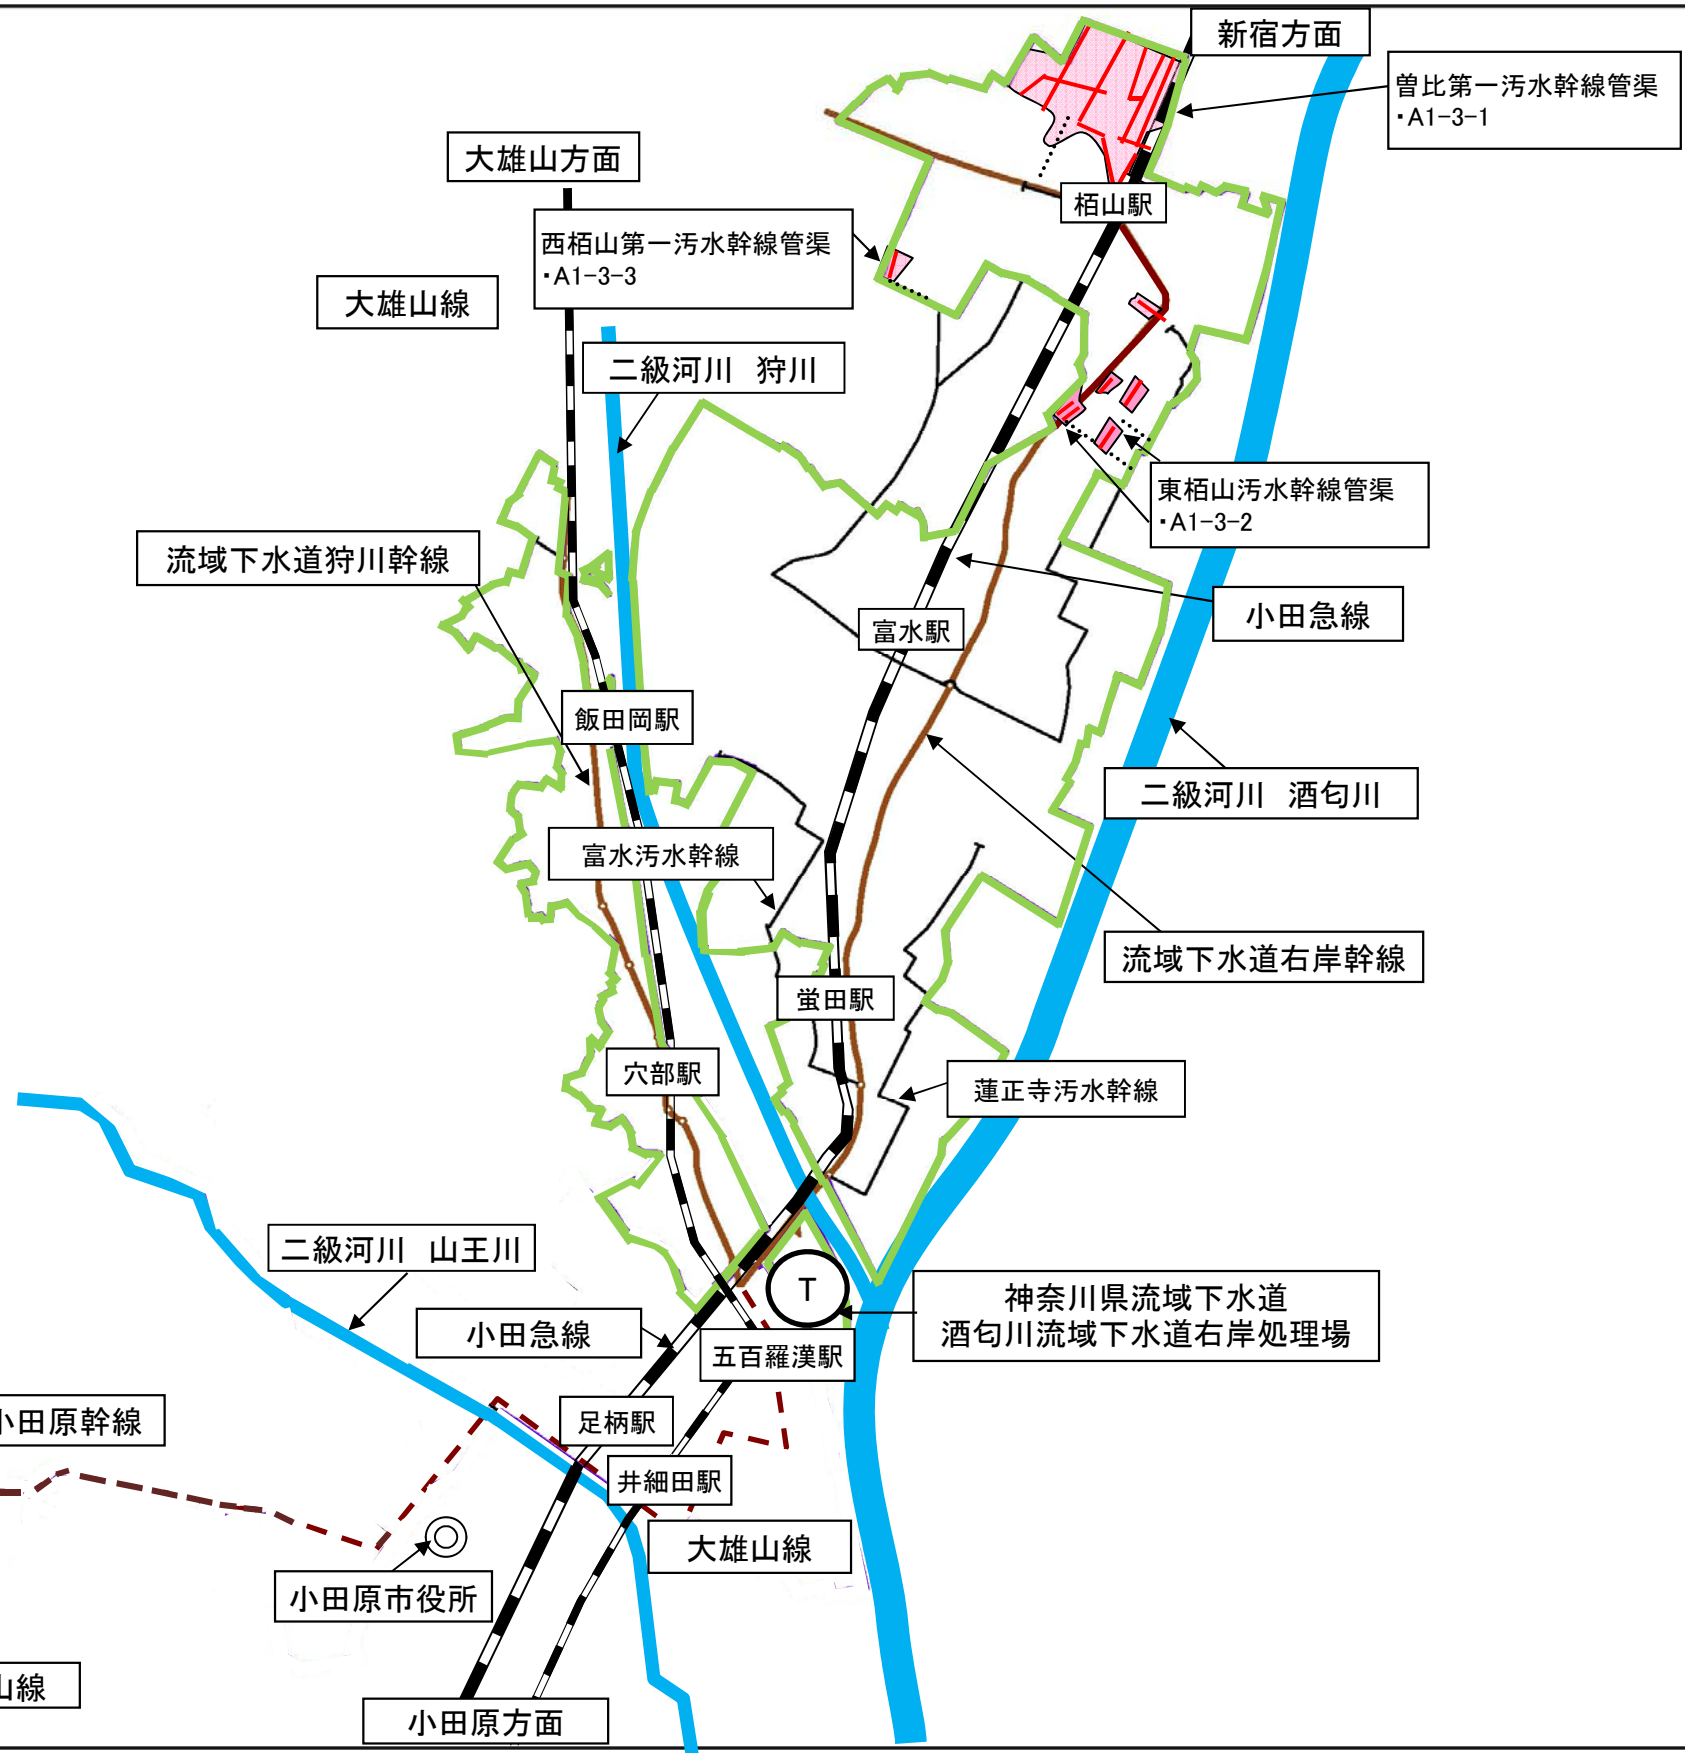 新宿方面
曽比第一汚水幹線管渠
・A1-3-1
大雄山方面
栢山駅
西栢山第一汚水幹線管渠
・A1-3-3
大雄山線
二級河川　狩川
東栢山汚水幹線管渠
・A1-3-2
流域下水道狩川幹線
小田急線
富水駅
飯田岡駅
二級河川　酒匂川
富水汚水幹線
流域下水道右岸幹線
蛍田駅
穴部駅
蓮正寺汚水幹線
二級河川　山王川
T
神奈川県流域下水道
酒匂川流域下水道右岸処理場
小田急線
五百羅漢駅
小田原幹線
足柄駅
井細田駅
大雄山線
小田原市役所
山線
小田原方面